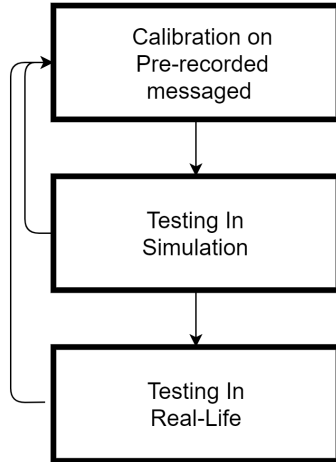 Calibration on
Pre-recorded
messaged
Testing In
Simulation
Testing In
Real-Life